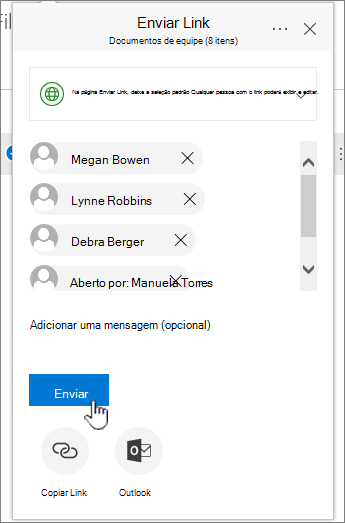 Fil
Enviar Link
Documentos de equipe (8 itens)
Na página Enviar Link, deixe a seleção padrão Qualquer pessoa com o link poderá exibir e editar.
Megan Bowen
Lynne Robbins
Debra Berger
Aberto por: Manuela Torres
Adicionar uma mensagem (opcional)
Enviar
Copiar Link
Outlook